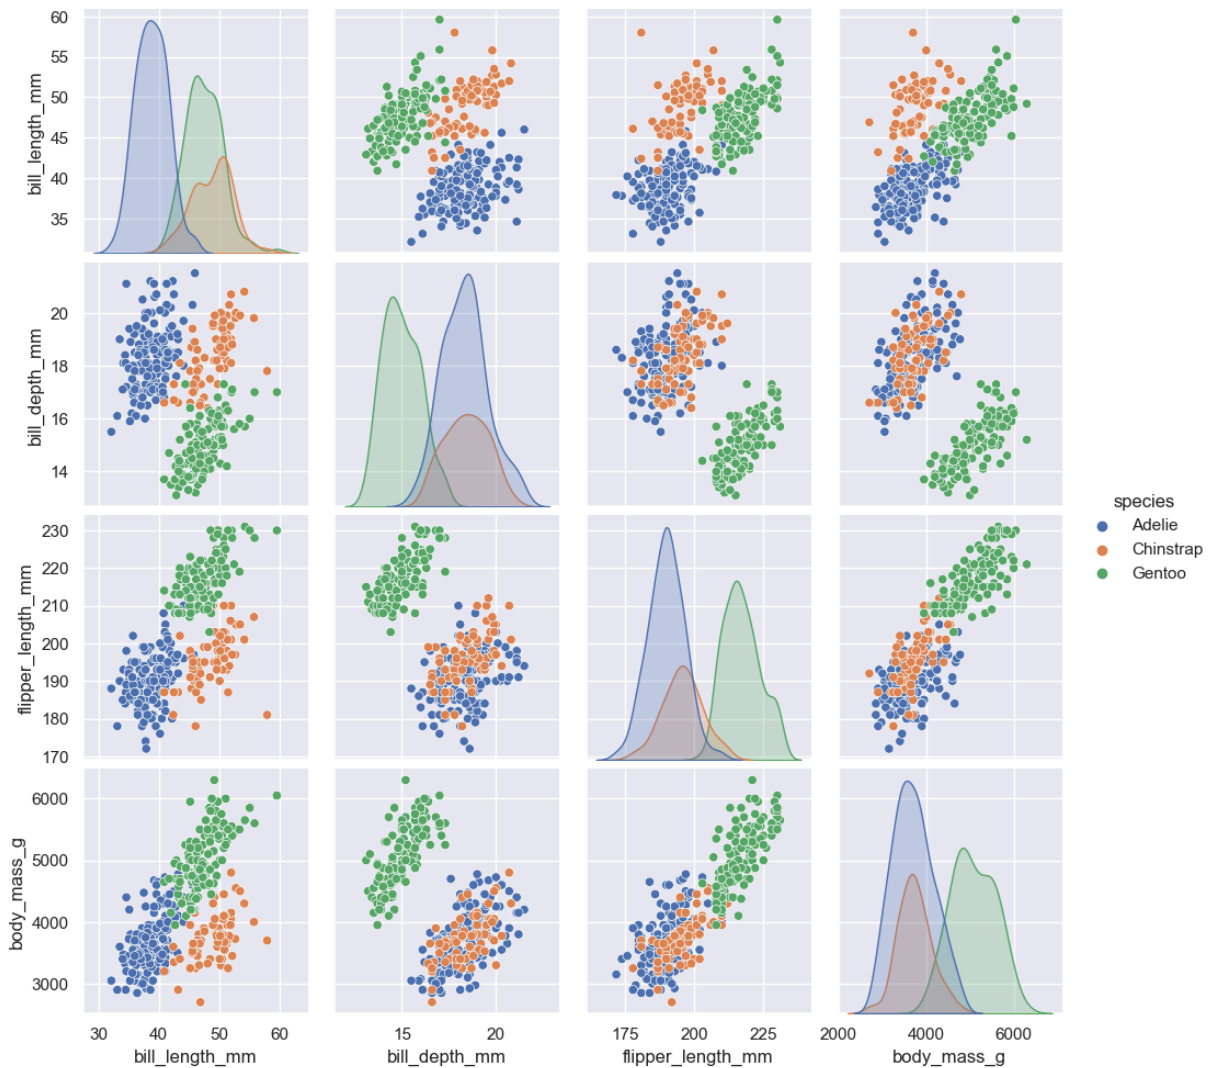 60
55
50
45
40
35
bill_length_mm
20
18
16
14
bill_depth_mm
species
Adelie
Chinstrap
Gentoo
230
220
210
200
190
180
170
flipper_length_mm
6000
5000
4000
3000
body_mass_g
30 40 50 60
15 20
175 200 225
2000 4000 6000
bill_length_mm
bill_depth_mm
flipper_length_mm
body_mass_g